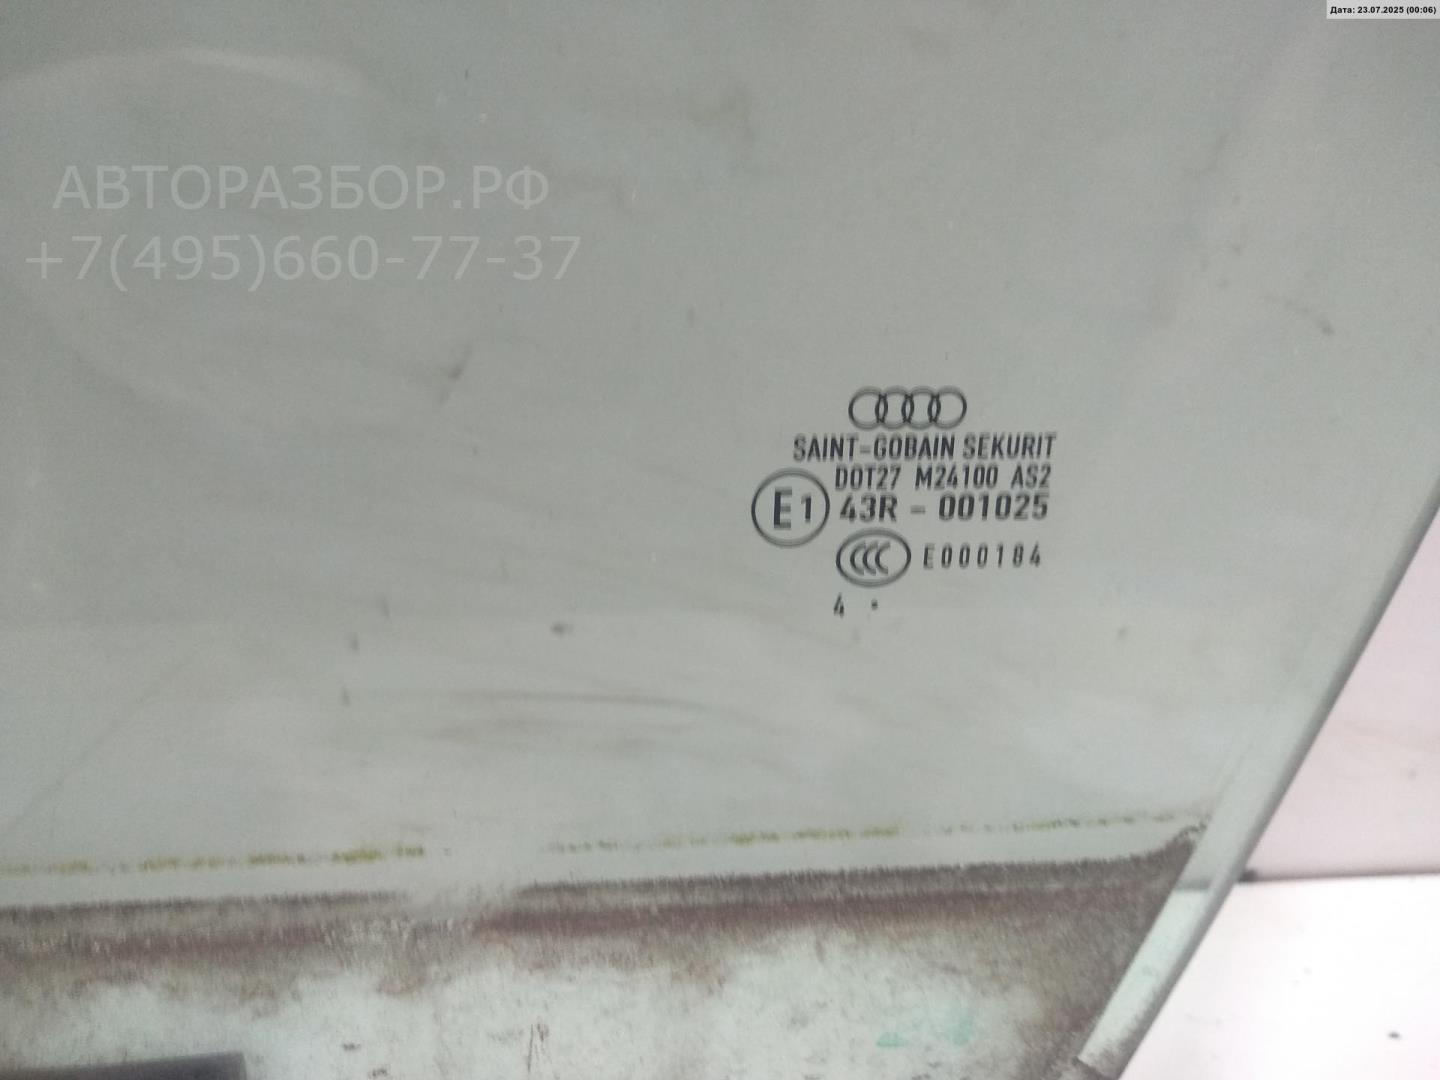 Дата: 23.07.2025 (00:06)
АВТОРАЗБОР.РФ
+7(495)660-77-37
SAINT-GOBAIN SEKURIT
DOT27 M24100 AS2
E1 43R - 001025
CCC E000184
4 •